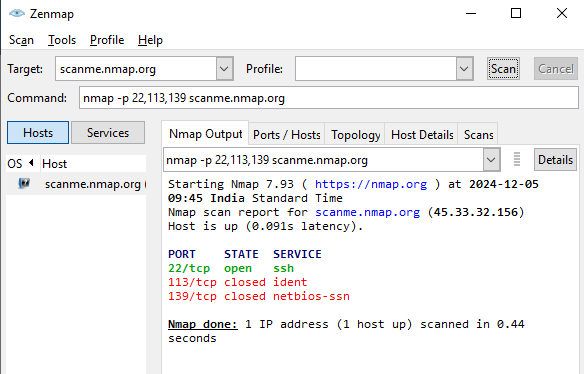 Zenmap
Scan Tools Profile Help
Target: scanme.nmap.org Profile: Scan Cancel
Command: nmap -p 22,113,139 scanme.nmap.org
Hosts Services Nmap Output Ports / Hosts Topology Host Details Scans
OS Host nmap -p 22,113,139 scanme.nmap.org Details
scanme.nmap.org (
Starting Nmap 7.93 ( https://nmap.org ) at 2024-12-05
09:45 India Standard Time
Nmap scan report for scanme.nmap.org (45.33.32.156)
Host is up (0.091s latency).
PORT STATE SERVICE
22/tcp open ssh
113/tcp closed ident
139/tcp closed netbios-ssn
Nmap done: 1 IP address (1 host up) scanned in 0.44
seconds